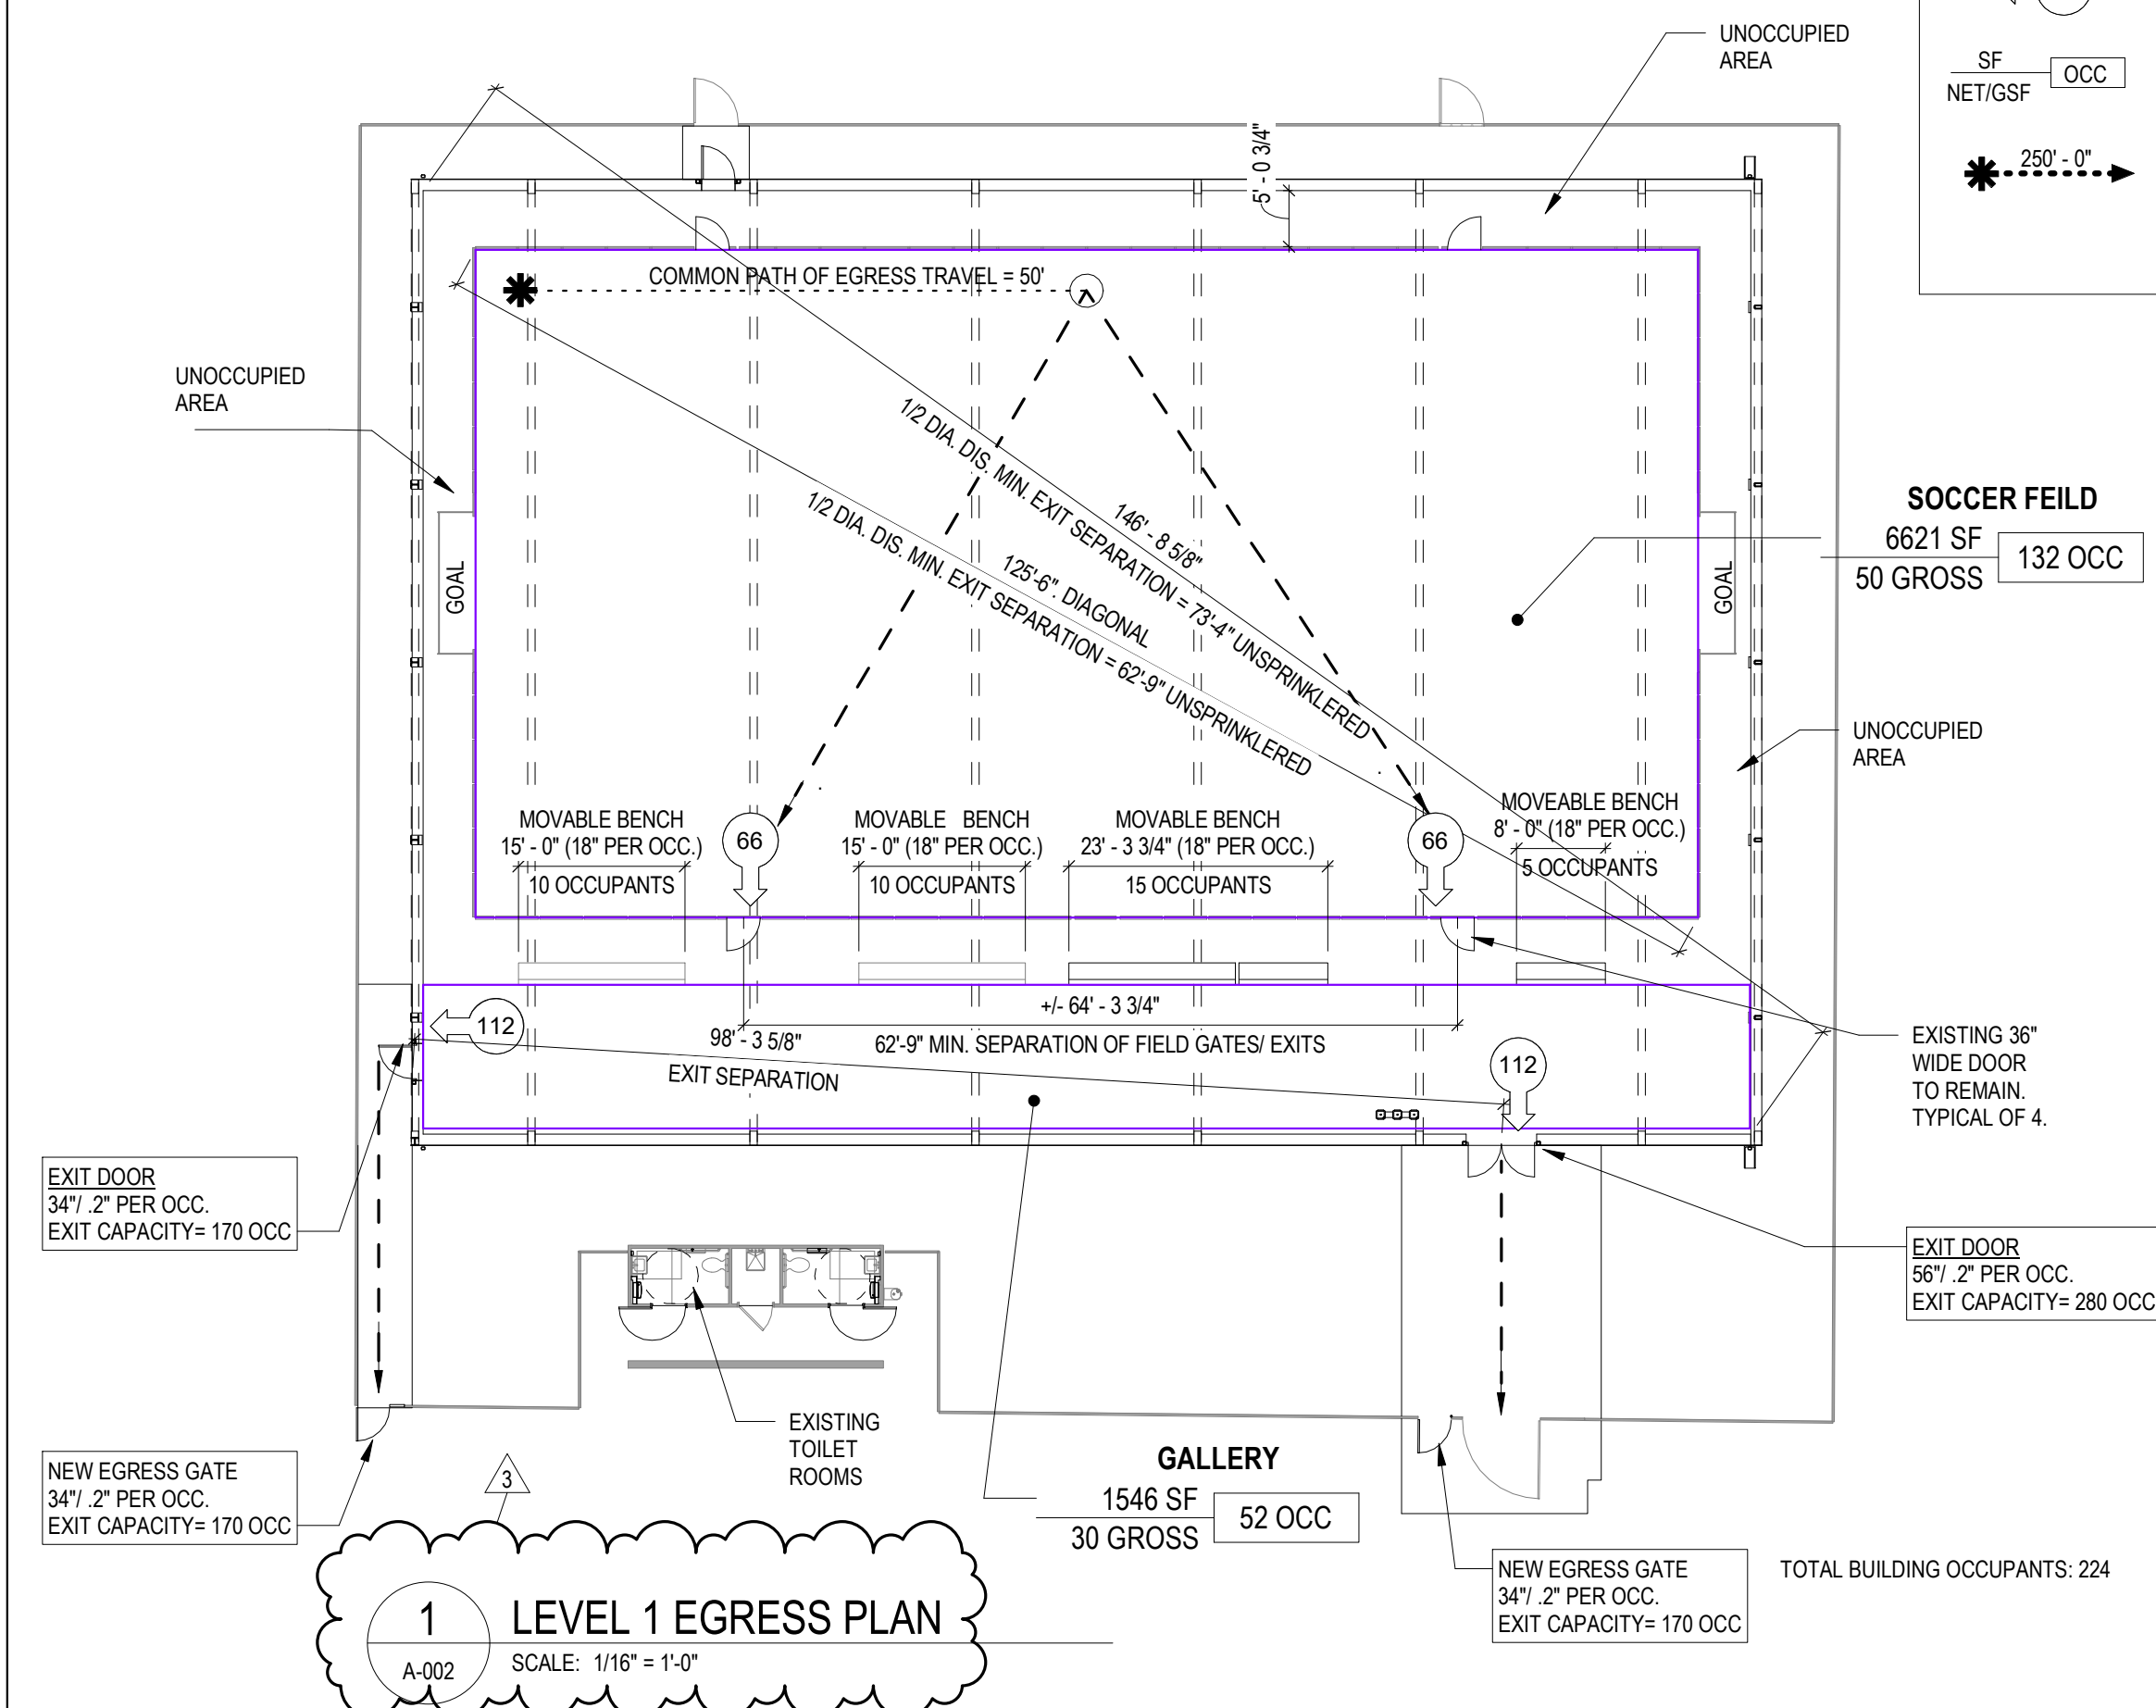 UNOCCUPIED
AREA
SF
NET/GSF
OCC
250' - 0"
5' - 0 3/4"
COMMON PATH OF EGRESS TRAVEL = 50'
UNOCCUPIED
AREA
146' - 8 5/8"
1/2 DIA. DIS. MIN. EXIT SEPARATION = 73'-4" UNSPRINKLERED
125'-6". DIAGONAL
1/2 DIA. DIS. MIN. EXIT SEPARATION = 62'-9" UNSPRINKLERED
GOAL
GOAL
SOCCER FEILD
6621 SF
50 GROSS
132 OCC
UNOCCUPIED
AREA
MOVABLE BENCH
15' - 0" (18" PER OCC.)
10 OCCUPANTS
66
MOVABLE BENCH
15' - 0" (18" PER OCC.)
10 OCCUPANTS
MOVABLE BENCH
23' - 3 3/4" (18" PER OCC.)
15 OCCUPANTS
66
MOVEABLE BENCH
8' - 0" (18" PER OCC.)
5 OCCUPANTS
112
+/- 64' - 3 3/4"
62'-9" MIN. SEPARATION OF FIELD GATES/ EXITS
98' - 3 5/8"
EXIT SEPARATION
112
EXISTING 36"
WIDE DOOR
TO REMAIN.
TYPICAL OF 4.
EXIT DOOR
34"/ .2" PER OCC.
EXIT CAPACITY= 170 OCC
EXIT DOOR
56"/ .2" PER OCC.
EXIT CAPACITY= 280 OCC
EXISTING
TOILET
ROOMS
NEW EGRESS GATE
34"/ .2" PER OCC.
EXIT CAPACITY= 170 OCC
3
GALLERY
1546 SF
30 GROSS
52 OCC
NEW EGRESS GATE
34"/ .2" PER OCC.
EXIT CAPACITY= 170 OCC
TOTAL BUILDING OCCUPANTS: 224
1
A-002
LEVEL 1 EGRESS PLAN
SCALE: 1/16" = 1'-0"